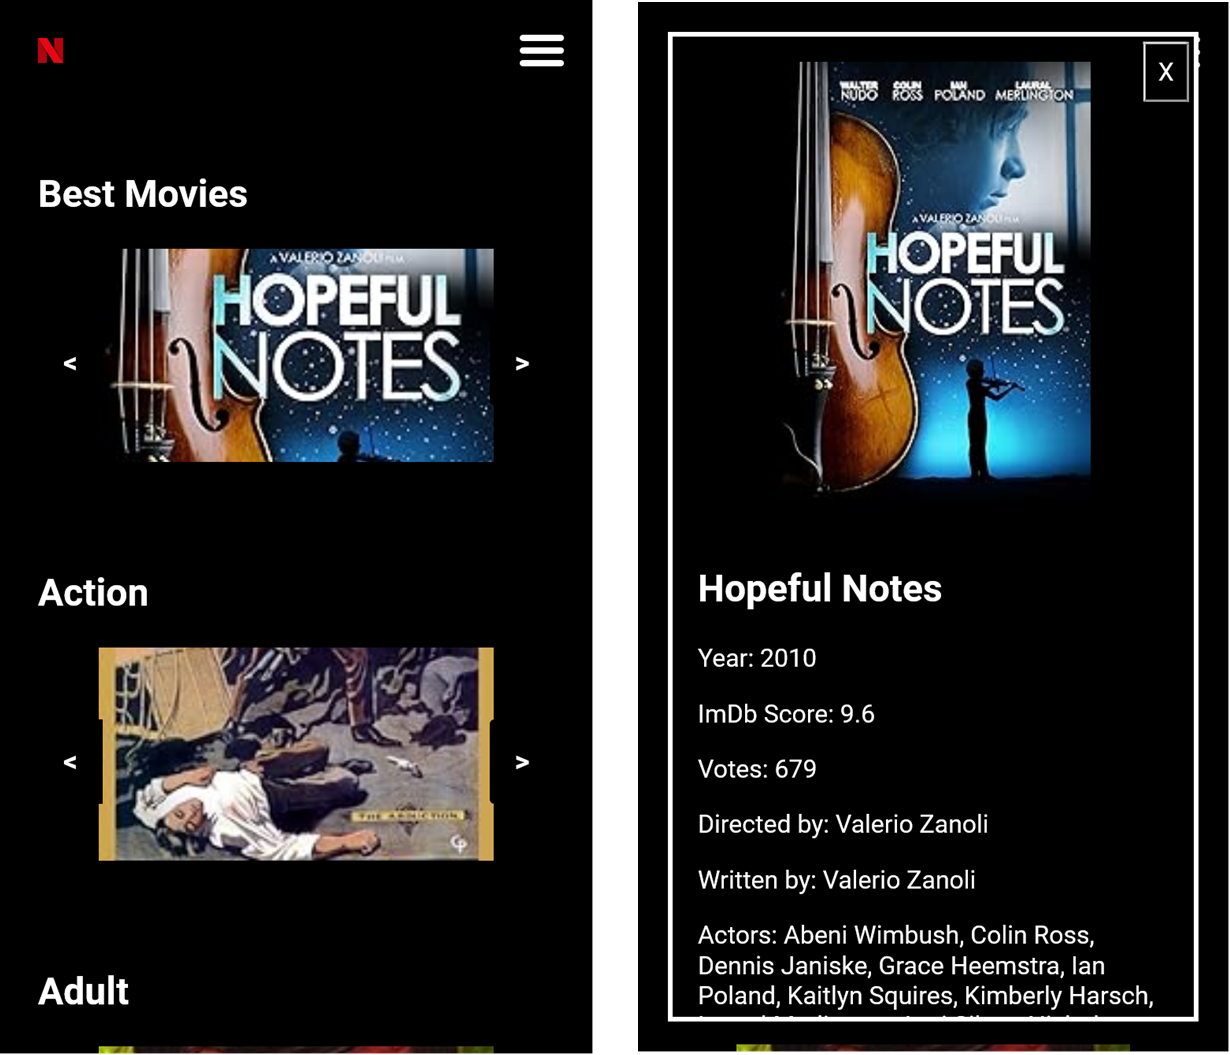 N
Best Movies
A VALERIO ZANOLI FILM
HOPEFUL
NOTES
<
>
Action
THE ABDUCTION
<
>
Adult
X
WALTER NUDO COLIN ROSS IAN POLAND LAURAL MERLINGTON
A VALERIO ZANOLI FILM
HOPEFUL
NOTES
Hopeful Notes
Year: 2010
ImDb Score: 9.6
Votes: 679
Directed by: Valerio Zanoli
Written by: Valerio Zanoli
Actors: Abeni Wimbush, Colin Ross,
Dennis Janiske, Grace Heemstra, Ian
Poland, Kaitlyn Squires, Kimberly Harsch,